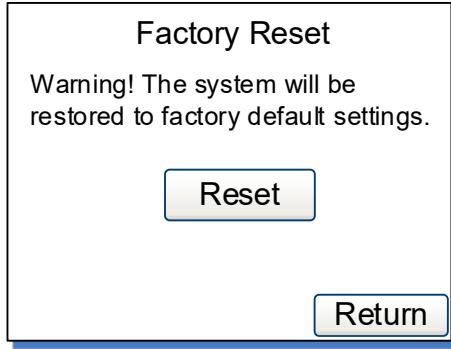 Factory Reset
Warning! The system will be
restored to factory default settings.
Reset
Return